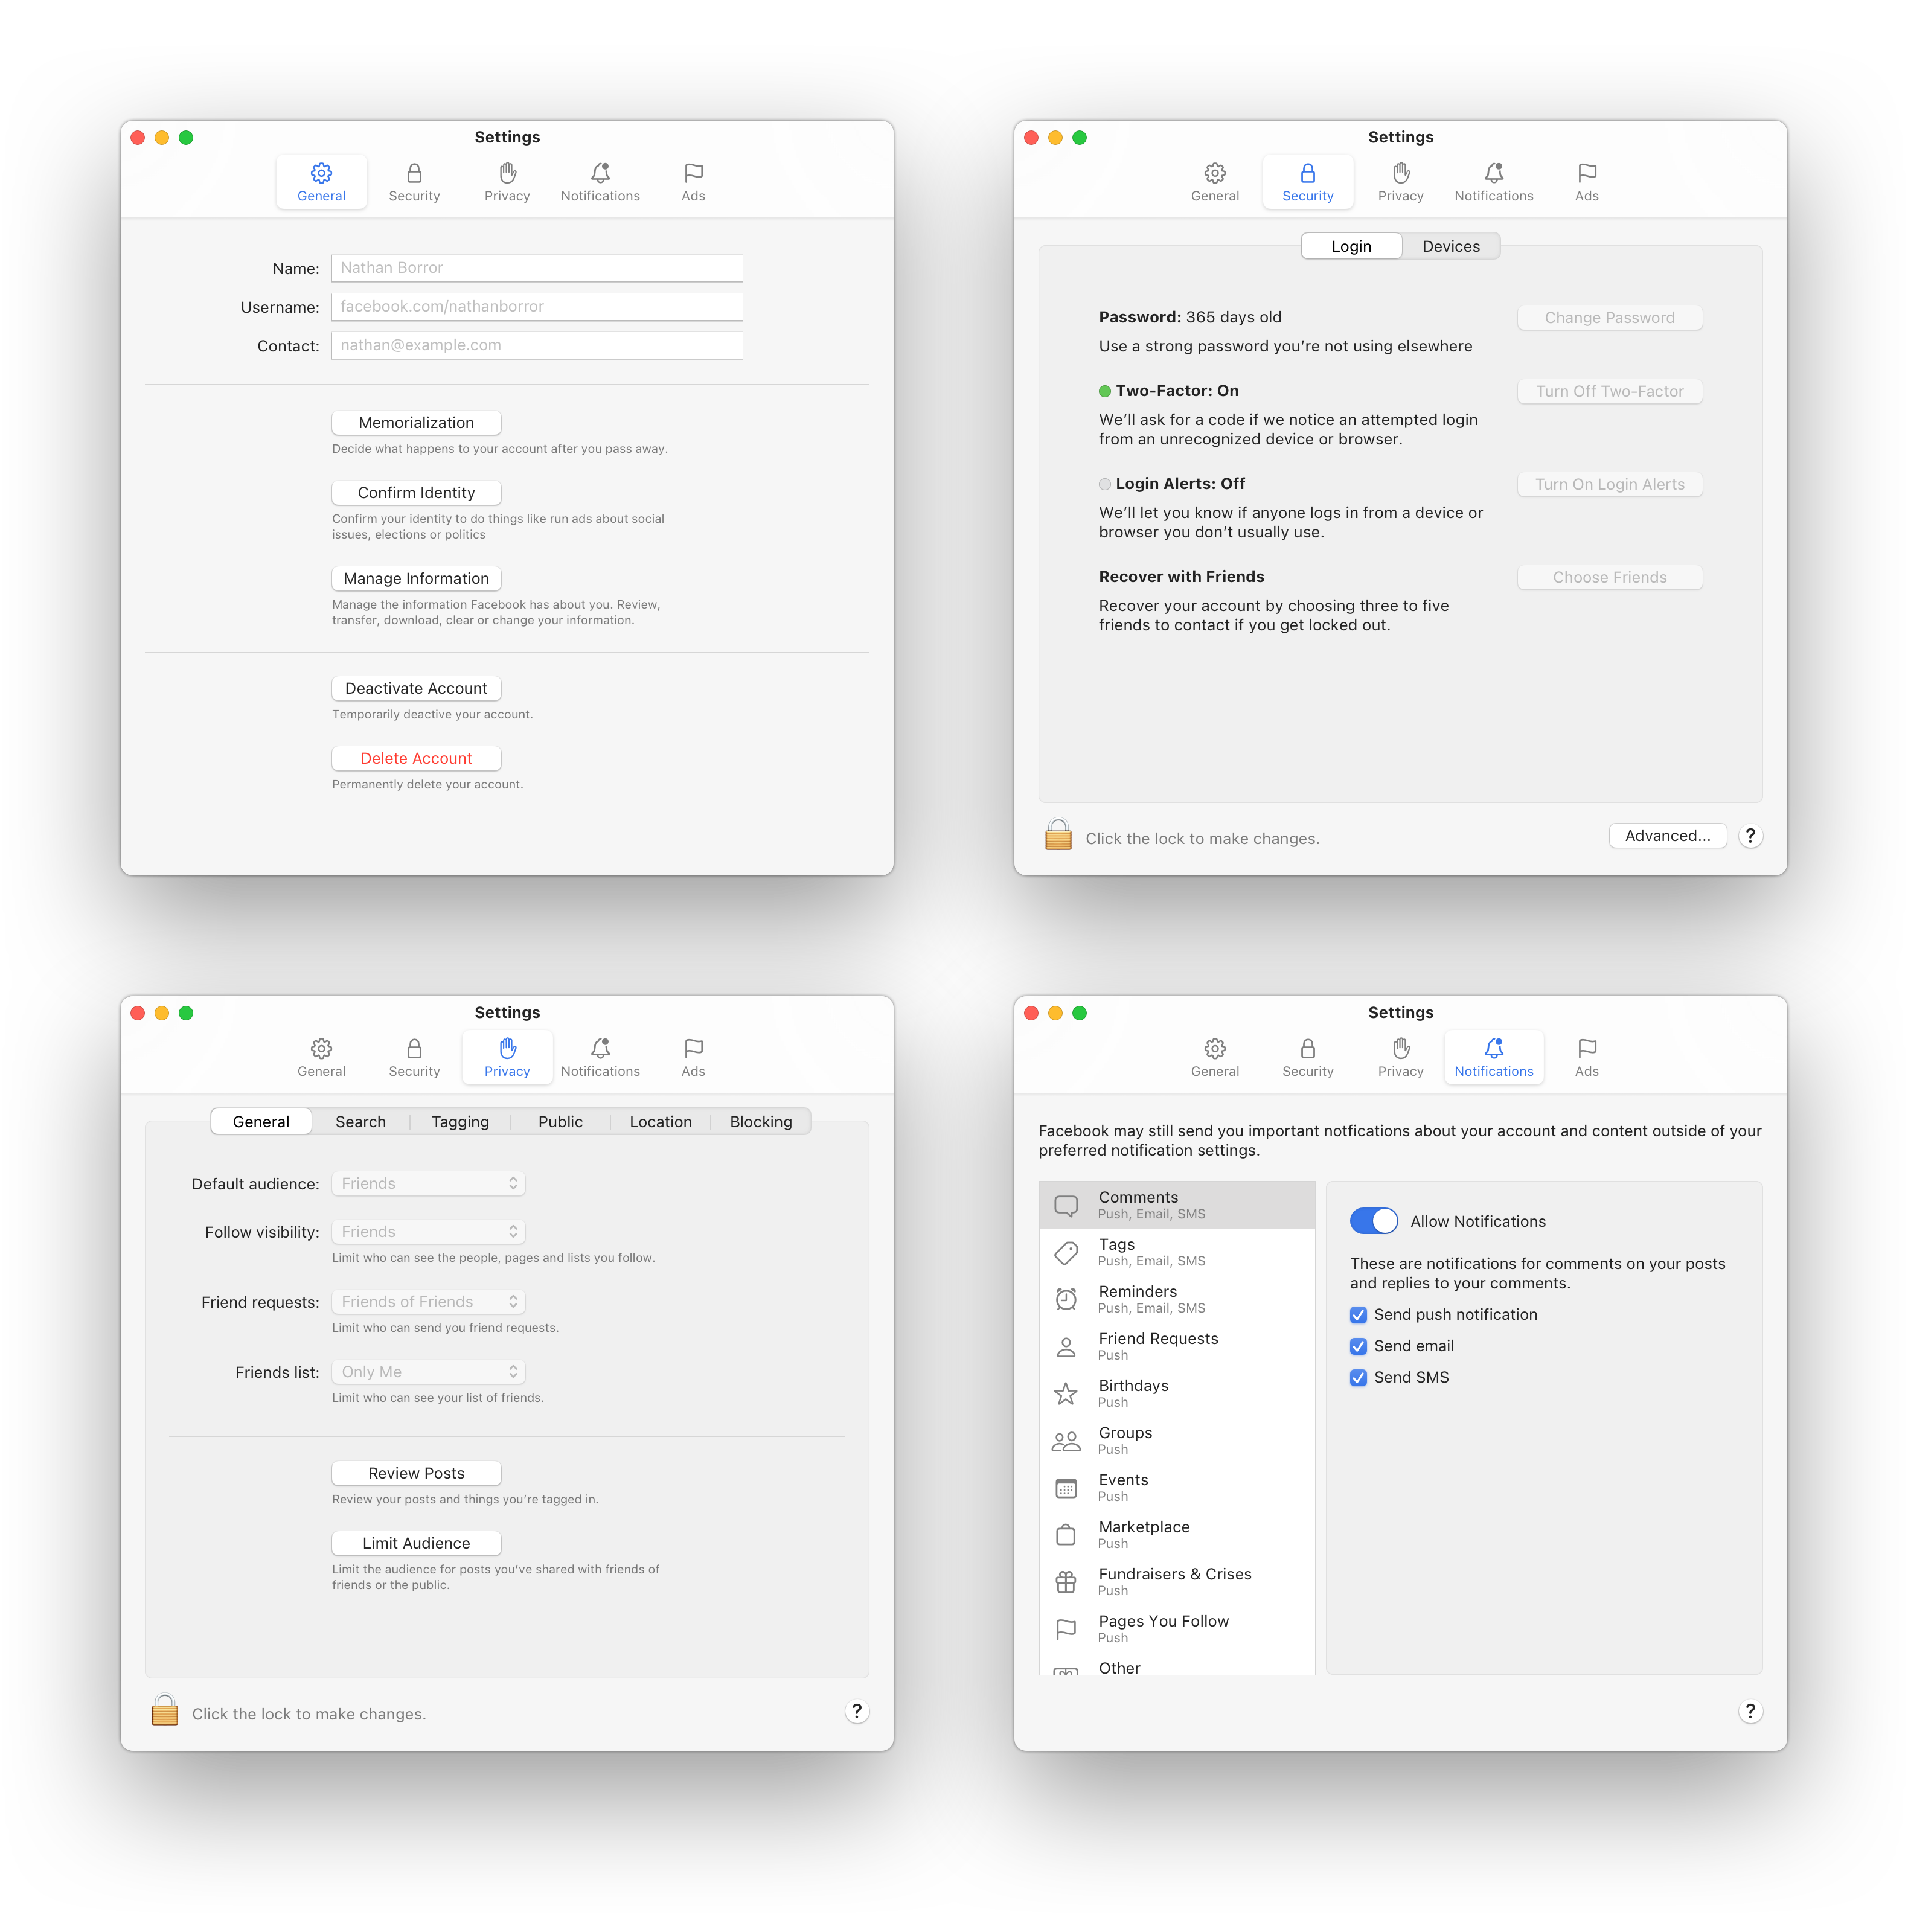 Settings
General
Security
Privacy
Notifications
Ads
Name:
Nathan Borror
Username:
facebook.com/nathanborror
Contact:
nathan@example.com
Memorialization
Decide what happens to your account after you pass away.
Confirm Identity
Confirm your identity to do things like run ads about social
issues, elections or politics
Manage Information
Manage the information Facebook has about you. Review,
transfer, download, clear or change your information.
Deactivate Account
Temporarily deactive your account.
Delete Account
Permanently delete your account.
Settings
General
Security
Privacy
Notifications
Ads
Login
Devices
Password: 365 days old
Change Password
Use a strong password you’re not using elsewhere
Two-Factor: On
Turn Off Two-Factor
We’ll ask for a code if we notice an attempted login
from an unrecognized device or browser.
Login Alerts: Off
Turn On Login Alerts
We’ll let you know if anyone logs in from a device or
browser you don’t usually use.
Recover with Friends
Choose Friends
Recover your account by choosing three to five
friends to contact if you get locked out.
Click the lock to make changes.
Advanced...
?
Settings
General
Security
Privacy
Notifications
Ads
General
Search
Tagging
Public
Location
Blocking
Default audience:
Friends
Follow visibility:
Friends
Limit who can see the people, pages and lists you follow.
Friend requests:
Friends of Friends
Limit who can send you friend requests.
Friends list:
Only Me
Limit who can see your list of friends.
Review Posts
Review your posts and things you’re tagged in.
Limit Audience
Limit the audience for posts you’ve shared with friends of
friends or the public.
Click the lock to make changes.
?
Settings
General
Security
Privacy
Notifications
Ads
Facebook may still send you important notfications about your account and content outside of your
preferred notification settings.
Comments
Push, Email, SMS
Tags
Push, Email, SMS
Reminders
Push, Email, SMS
Friend Requests
Push
Birthdays
Push
Groups
Push
Events
Push
Marketplace
Push
Fundraisers & Crises
Push
Pages You Follow
Push
Other
Allow Notifications
These are notifications for comments on your posts
and replies to your comments.
Send push notification
Send email
Send SMS
?